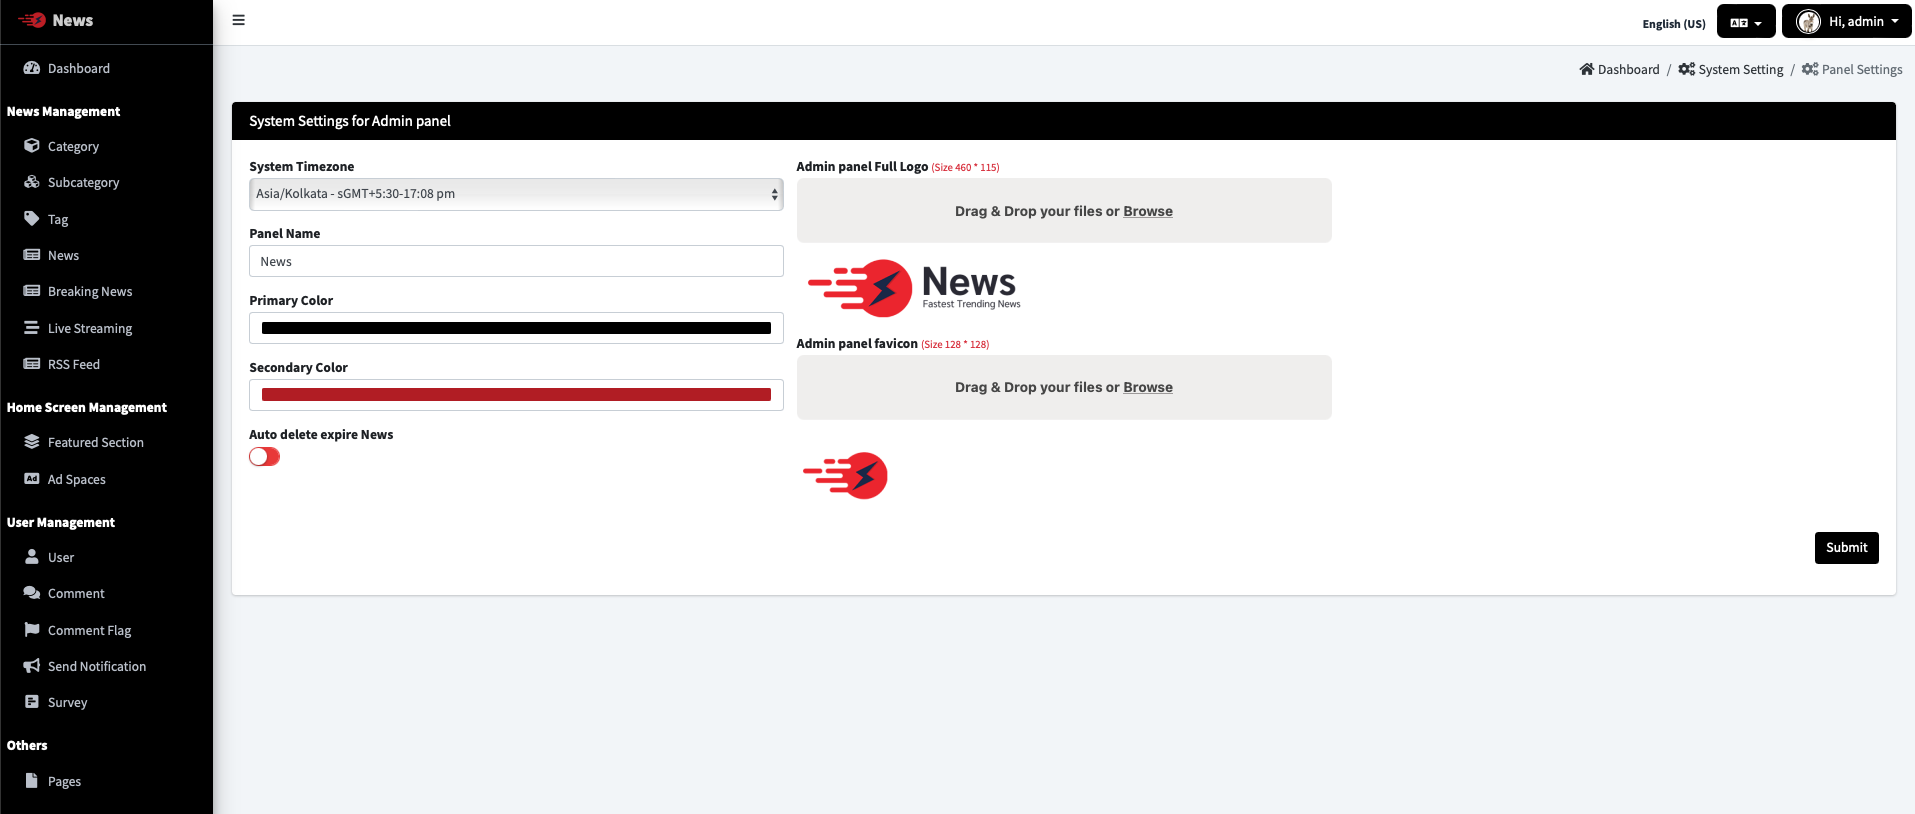 News
English (US)
Hi, admin
Dashboard / System Setting / Panel Settings
Dashboard
News Management
Category
Subcategory
Tag
News
Breaking News
Live Streaming
RSS Feed
Home Screen Management
Featured Section
Ad Spaces
User Management
User
Comment
Comment Flag
Send Notification
Survey
Others
Pages
System Settings for Admin panel
System Timezone
Asia/Kolkata - sGMT+5:30-17:08 pm
Panel Name
News
Primary Color
Secondary Color
Auto delete expire News
Admin panel Full Logo (Size 460 * 115)
Drag & Drop your files or Browse
News
Fastest Trending News
Admin panel favicon (Size 128 * 128)
Drag & Drop your files or Browse
Submit